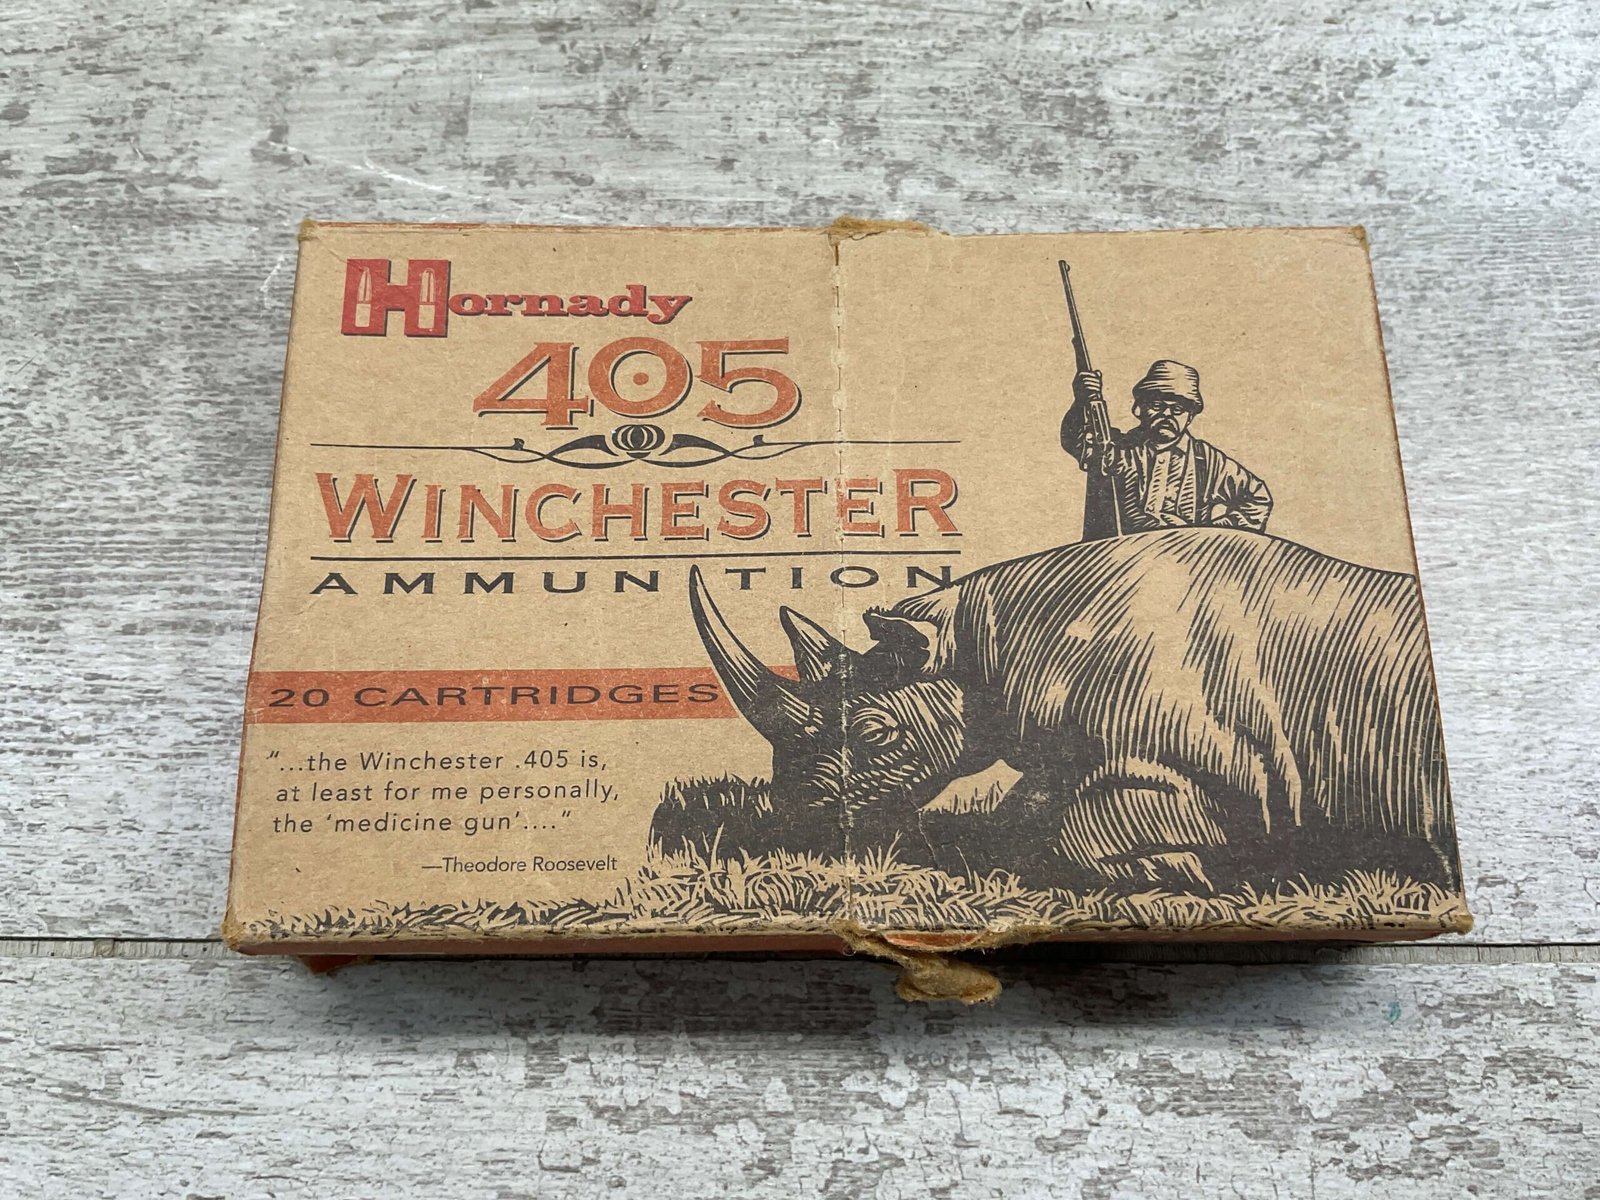 Hornady
405
WINCHESTER
AMMUNITION
20 CARTRIDGES
"...the Winchester .405 is,
at least for me personally,
the 'medicine gun'...."
—Theodore Roosevelt